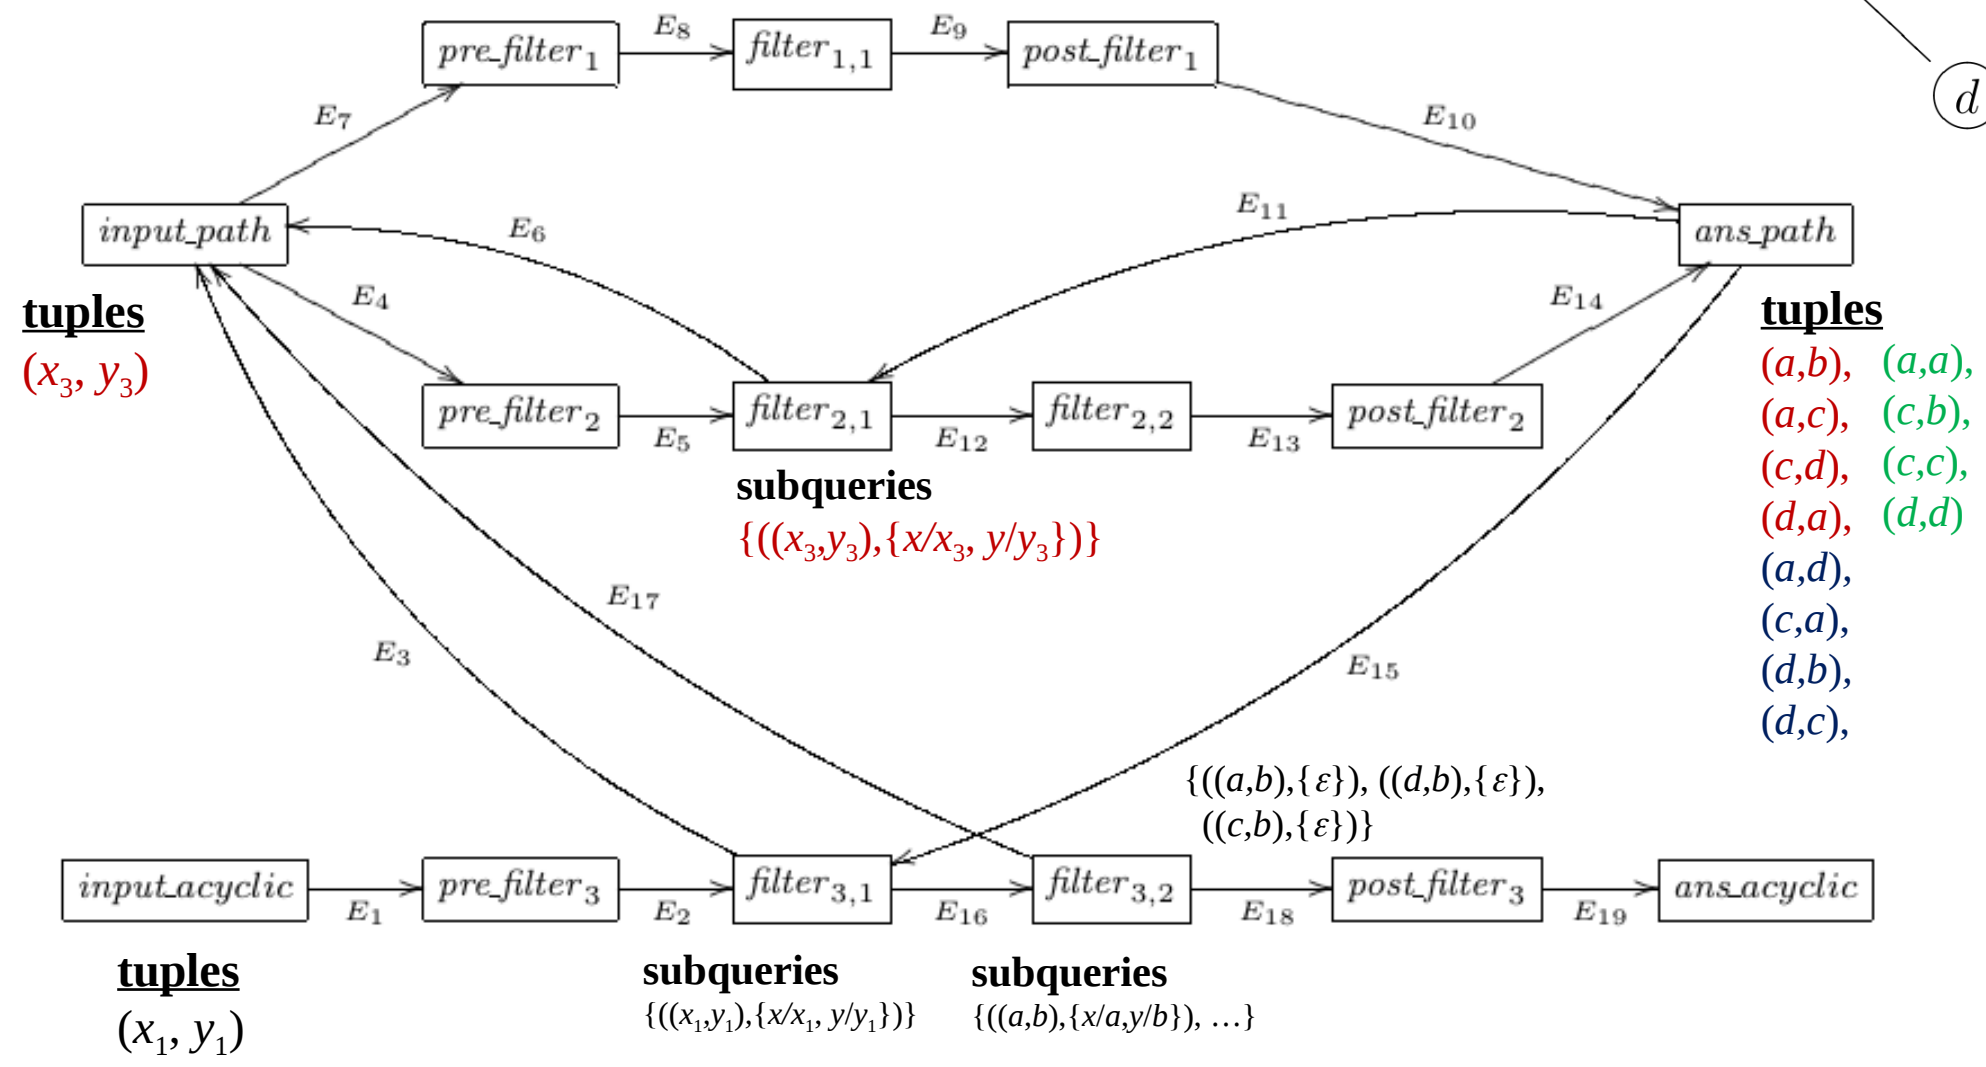 E8
E9
pre_filter1
filter1,1
post_filter1
d
E7
E10
E11
input_path
E6
ans_path
E4
E14
tuples
tuples
(x3, y3)
(a,b), (a,a),
(a,c), (c,b),
(c,d), (c,c),
(d,a), (d,d)
(a,d),
(c,a),
(d,b),
(d,c),
pre_filter2
filter2,1
filter2,2
post_filter2
E5
E12
E13
subqueries
{((x3,y3),{x/x3, y/y3})}
E17
E3
E15
{((a,b),{ε}), ((d,b),{ε}),
((c,b),{ε})}
input_acyclic
pre_filter3
filter3,1
filter3,2
post_filter3
ans_acyclic
E1
E2
E16
E18
E19
tuples
(x1, y1)
subqueries
{((x1,y1),{x/x1, y/y1})}
subqueries
{((a,b),{x/a,y/b}), …}